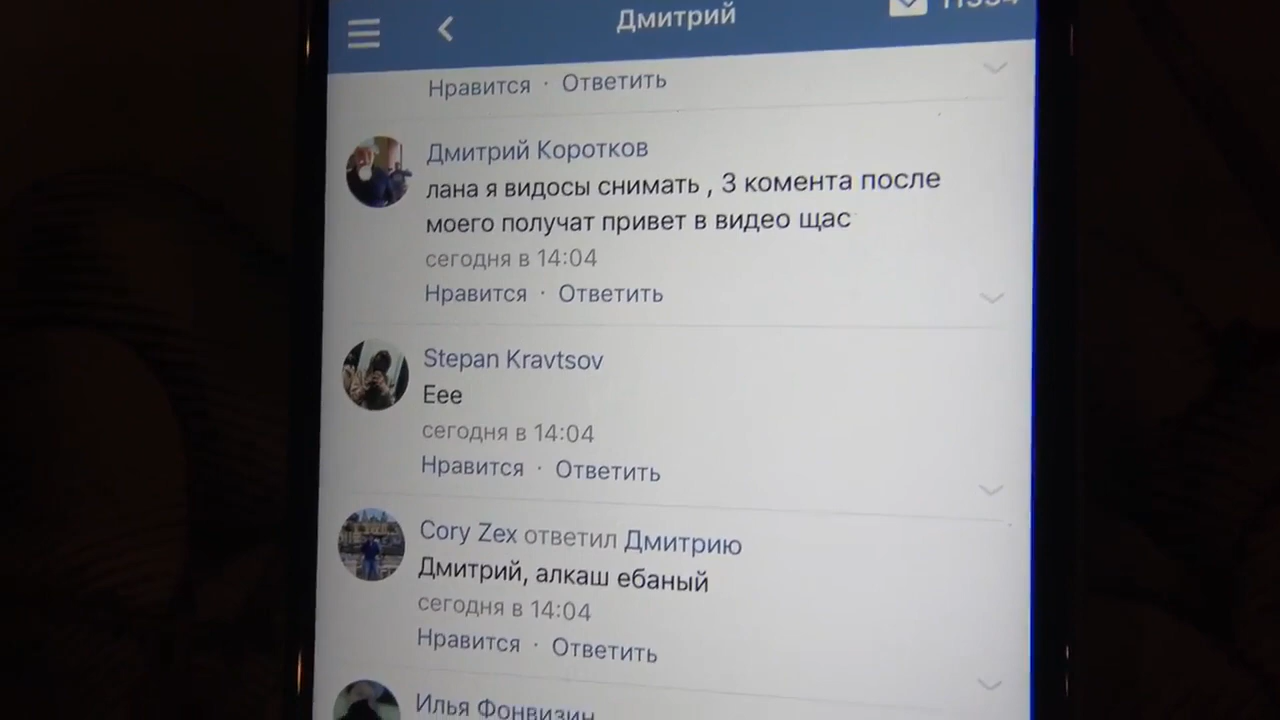 Дмитрий
Нравится · Ответить
Дмитрий Коротков
лана я видосы снимать , 3 комента после
моего получат привет в видео щас
сегодня в 14:04
Нравится · Ответить
Stepan Kravtsov
Еее
сегодня в 14:04
Нравится · Ответить
Cory Zex ответил Дмитрию
Дмитрий, алкаш ебаный
сегодня в 14:04
Нравится · Ответить
Илья Фонвизин